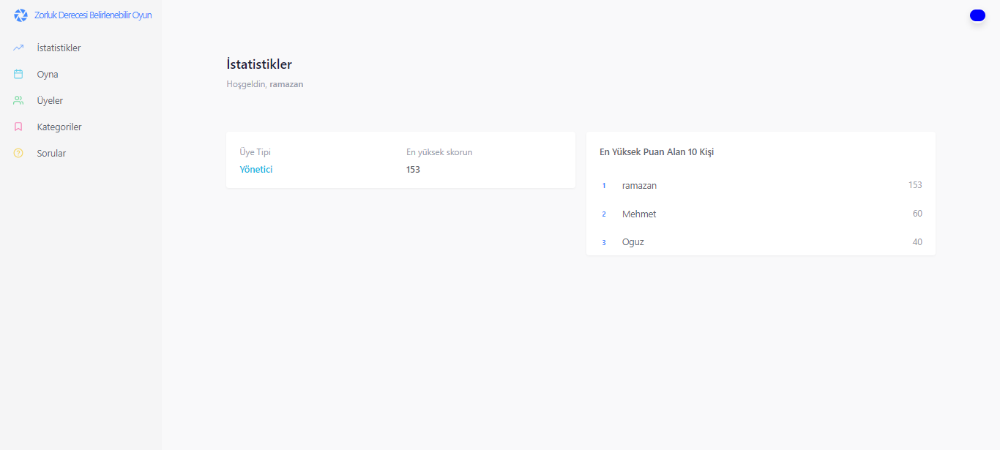 Zorluk Derecesi Belirlenebilir Oyun
İstatistikler
Oyna
Üyeler
Kategoriler
Sorular
İstatistikler
Hoşgeldin, ramazan
Üye Tipi
Yönetici
En yüksek skorun
153
En Yüksek Puan Alan 10 Kişi
1 ramazan 153
2 Mehmet 60
3 Oguz 40